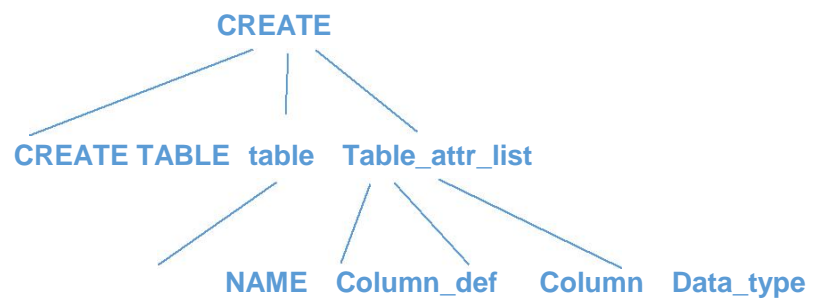 CREATE
CREATE TABLE table Table_attr_list
NAME Column_def Column Data_type